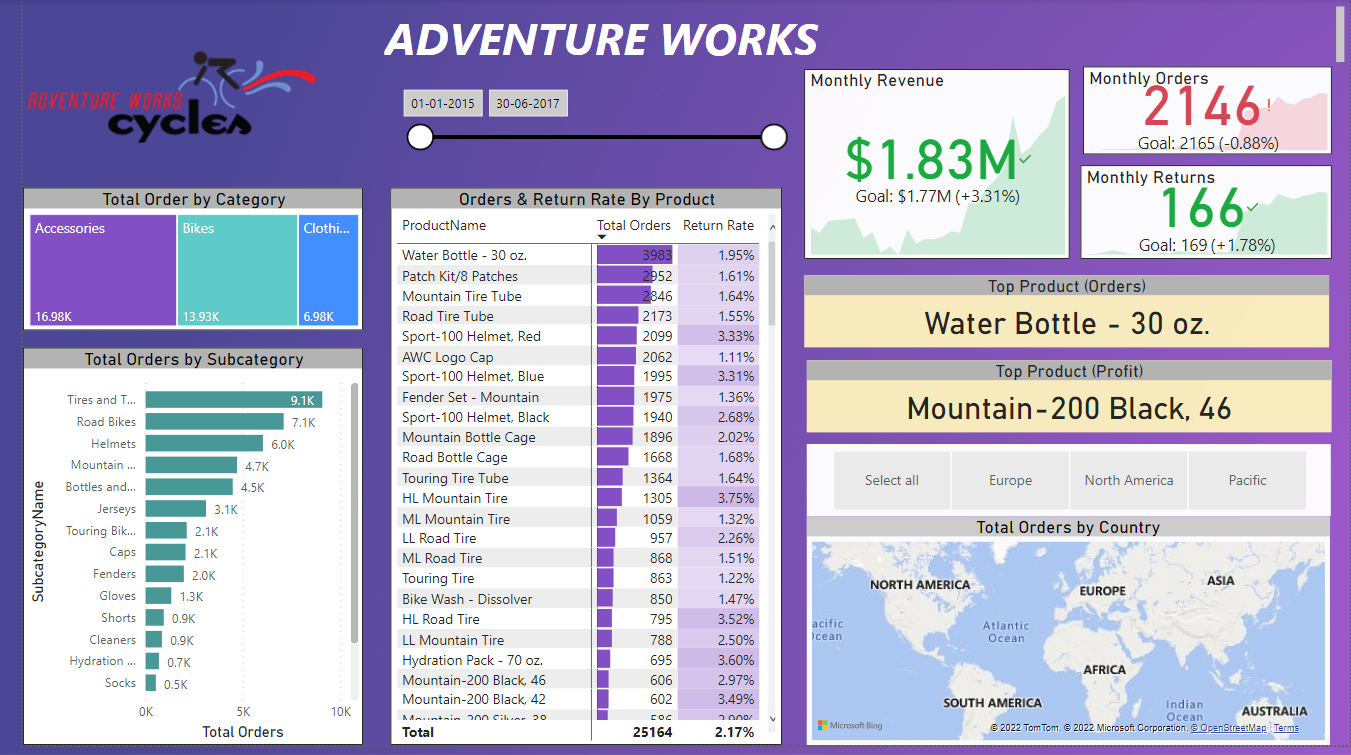 ADVENTURE WORKS
ADVENTURE WORKS
cycles
01-01-2015
30-06-2017
Monthly Revenue
$1.83M
Goal: $1.77M (+3.31%)
Monthly Orders
2146!
Goal: 2165 (-0.88%)
Monthly Returns
166
Goal: 169 (+1.78%)
Total Order by Category
Accessories
16.98K
Bikes
13.93K
Clothi...
6.98K
Total Orders by Subcategory
SubcategoryName
Tires and T... 9.1K
Road Bikes 7.1K
Helmets 6.0K
Mountain ... 4.7K
Bottles and... 4.5K
Jerseys 3.1K
Touring Bik... 2.1K
Caps 2.1K
Fenders 2.0K
Gloves 1.3K
Shorts 0.9K
Cleaners 0.9K
Hydration ... 0.7K
Socks 0.5K
0K 5K 10K
Total Orders
Orders & Return Rate By Product
ProductName Total Orders Return Rate
Water Bottle - 30 oz. 3983 1.95%
Patch Kit/8 Patches 2952 1.61%
Mountain Tire Tube 2846 1.64%
Road Tire Tube 2173 1.55%
Sport-100 Helmet, Red 2099 3.33%
AWC Logo Cap 2062 1.11%
Sport-100 Helmet, Blue 1995 3.31%
Fender Set - Mountain 1975 1.36%
Sport-100 Helmet, Black 1940 2.68%
Mountain Bottle Cage 1896 2.02%
Road Bottle Cage 1668 1.68%
Touring Tire Tube 1364 1.64%
HL Mountain Tire 1305 3.75%
ML Mountain Tire 1059 1.32%
LL Road Tire 957 2.26%
ML Road Tire 868 1.51%
Touring Tire 863 1.22%
Bike Wash - Dissolver 850 1.47%
HL Road Tire 795 3.52%
LL Mountain Tire 788 2.50%
Hydration Pack - 70 oz. 695 3.60%
Mountain-200 Black, 46 606 2.97%
Mountain-200 Black, 42 602 3.49%
Mountain-200 Silver, 38 586 2.90%
Total 25164 2.17%
Top Product (Orders)
Water Bottle - 30 oz.
Top Product (Profit)
Mountain-200 Black, 46
Select all
Europe
North America
Pacific
Total Orders by Country
NORTH AMERICA
EUROPE
ASIA
acific
Ocean
Atlantic
Ocean
AFRICA
SOUTH AMERICA
Indian
Ocean
AUSTRALIA
Microsoft Bing
© 2022 TomTom, © 2022 Microsoft Corporation, © OpenStreetMap Terms